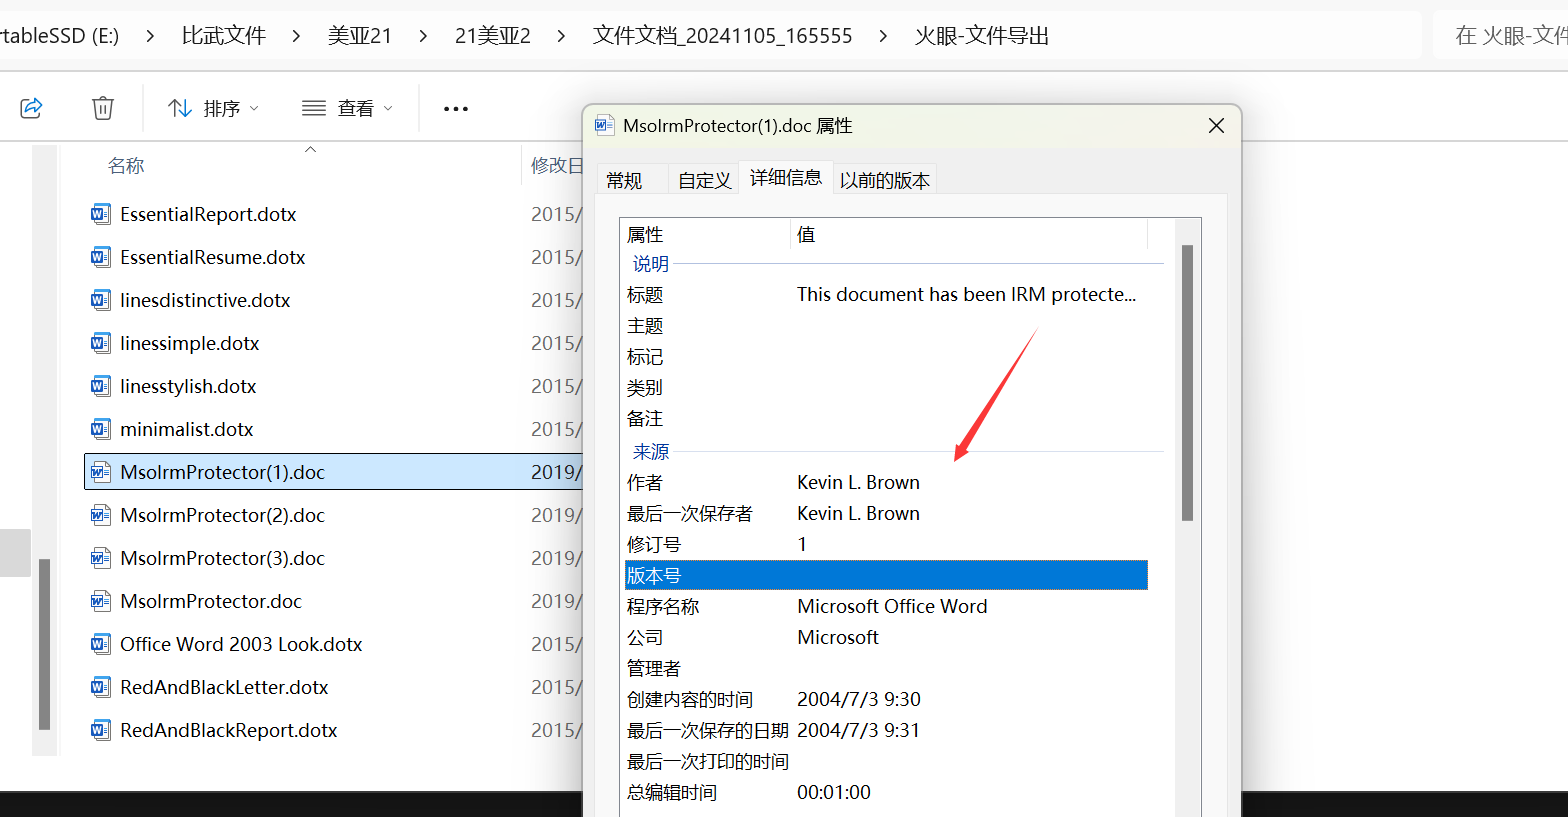 rtableSSD (E:) > 比武文件 > 美亚21 > 21美亚2 > 文件文档_20241105_165555 > 火眼-文件导出
在 火眼-文件
排序 查看
名称 修改日
EssentialReport.dotx 2015/
EssentialResume.dotx 2015/
linesdistinctive.dotx 2015/
linessimple.dotx 2015/
linesstylish.dotx 2015/
minimalist.dotx 2015/
MsoIrmProtector(1).doc 2019/
MsoIrmProtector(2).doc 2019/
MsoIrmProtector(3).doc 2019/
MsoIrmProtector.doc 2019/
Office Word 2003 Look.dotx 2015/
RedAndBlackLetter.dotx 2015/
RedAndBlackReport.dotx 2015/
MsoIrmProtector(1).doc 属性
常规 自定义 详细信息 以前的版本
属性 值
说明
标题 This document has been IRM protecte...
主题
标记
类别
备注
来源
作者 Kevin L. Brown
最后一次保存者 Kevin L. Brown
修订号 1
版本号
程序名称 Microsoft Office Word
公司 Microsoft
管理者
创建内容的时间 2004/7/3 9:30
最后一次保存的日期 2004/7/3 9:31
最后一次打印的时间
总编辑时间 00:01:00